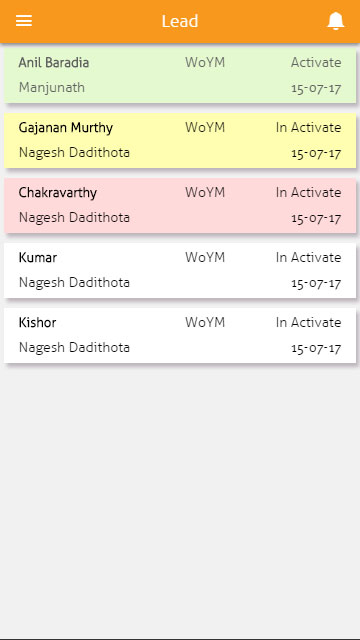 Lead
Anil Baradia WoYM Activate
Manjunath 15-07-17
Gajanan Murthy WoYM In Activate
Nagesh Dadithota 15-07-17
Chakravarthy WoYM In Activate
Nagesh Dadithota 15-07-17
Kumar WoYM In Activate
Nagesh Dadithota 15-07-17
Kishor WoYM In Activate
Nagesh Dadithota 15-07-17